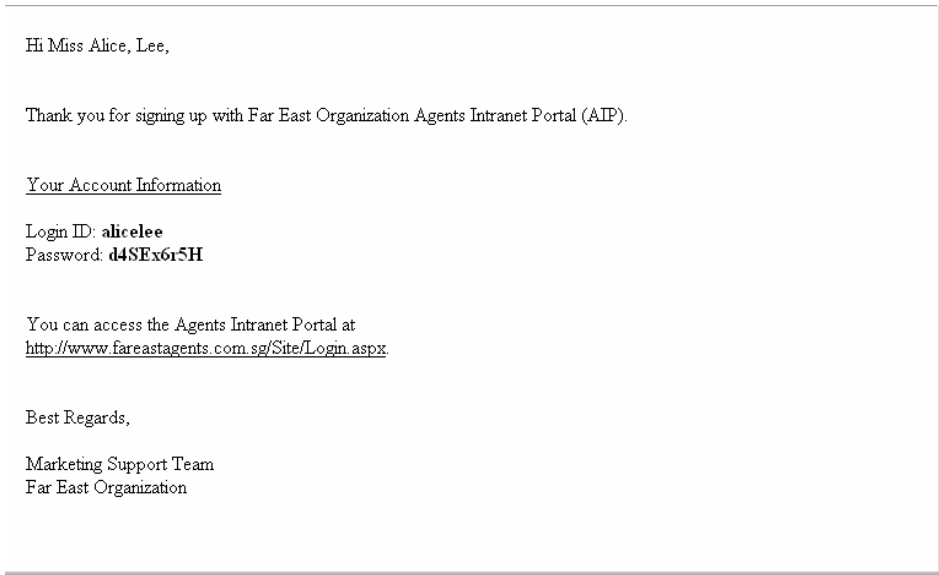 Hi Miss Alice, Lee,
Thank you for signing up with Far East Organization Agents Intranet Portal (AIP).
Your Account Information
Login ID: alicelee
Password: d4SEx6r5H
You can access the Agents Intranet Portal at
http://www.fareastagents.com.sg/Site/Login.aspx.
Best Regards,
Marketing Support Team
Far East Organization